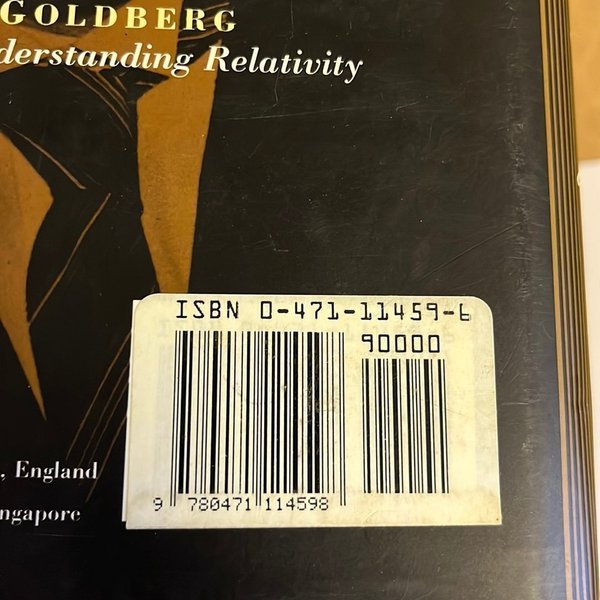 GOLDBERG
derstanding Relativity
ISBN 0-471-11459-6
90000
9 780471 114598
, England
ngapore